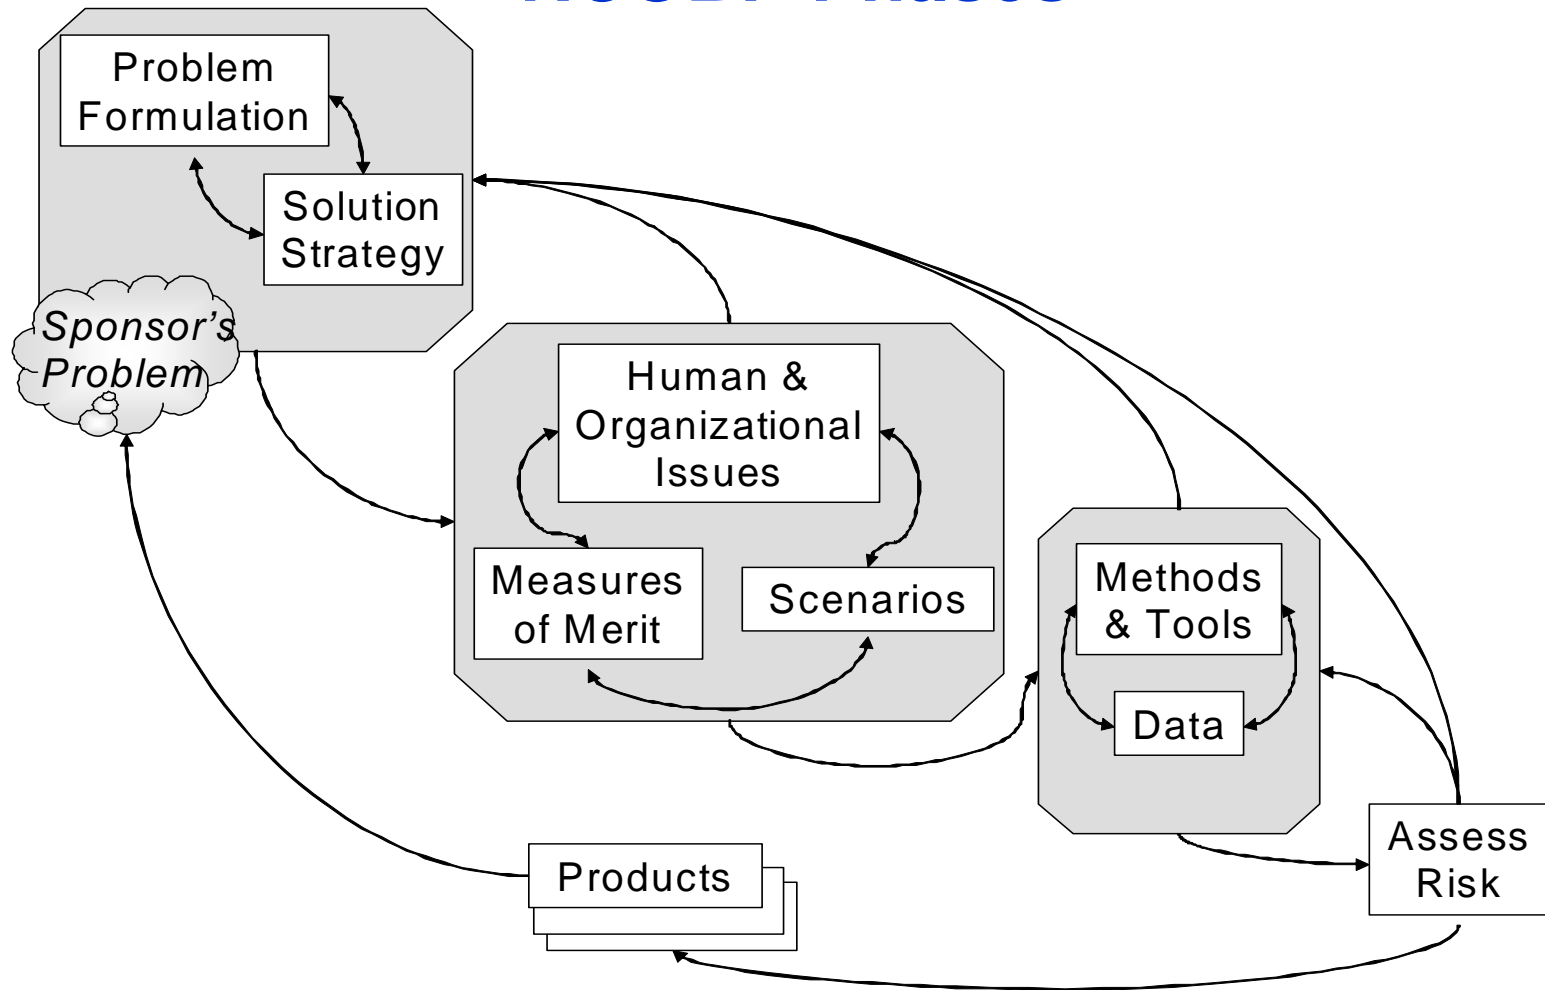 Problem
Formulation
Solution
Strategy
Sponsor's
Problem
Human &
Organizational
Issues
Measures
of Merit
Scenarios
Methods
& Tools
Data
Assess
Risk
Products